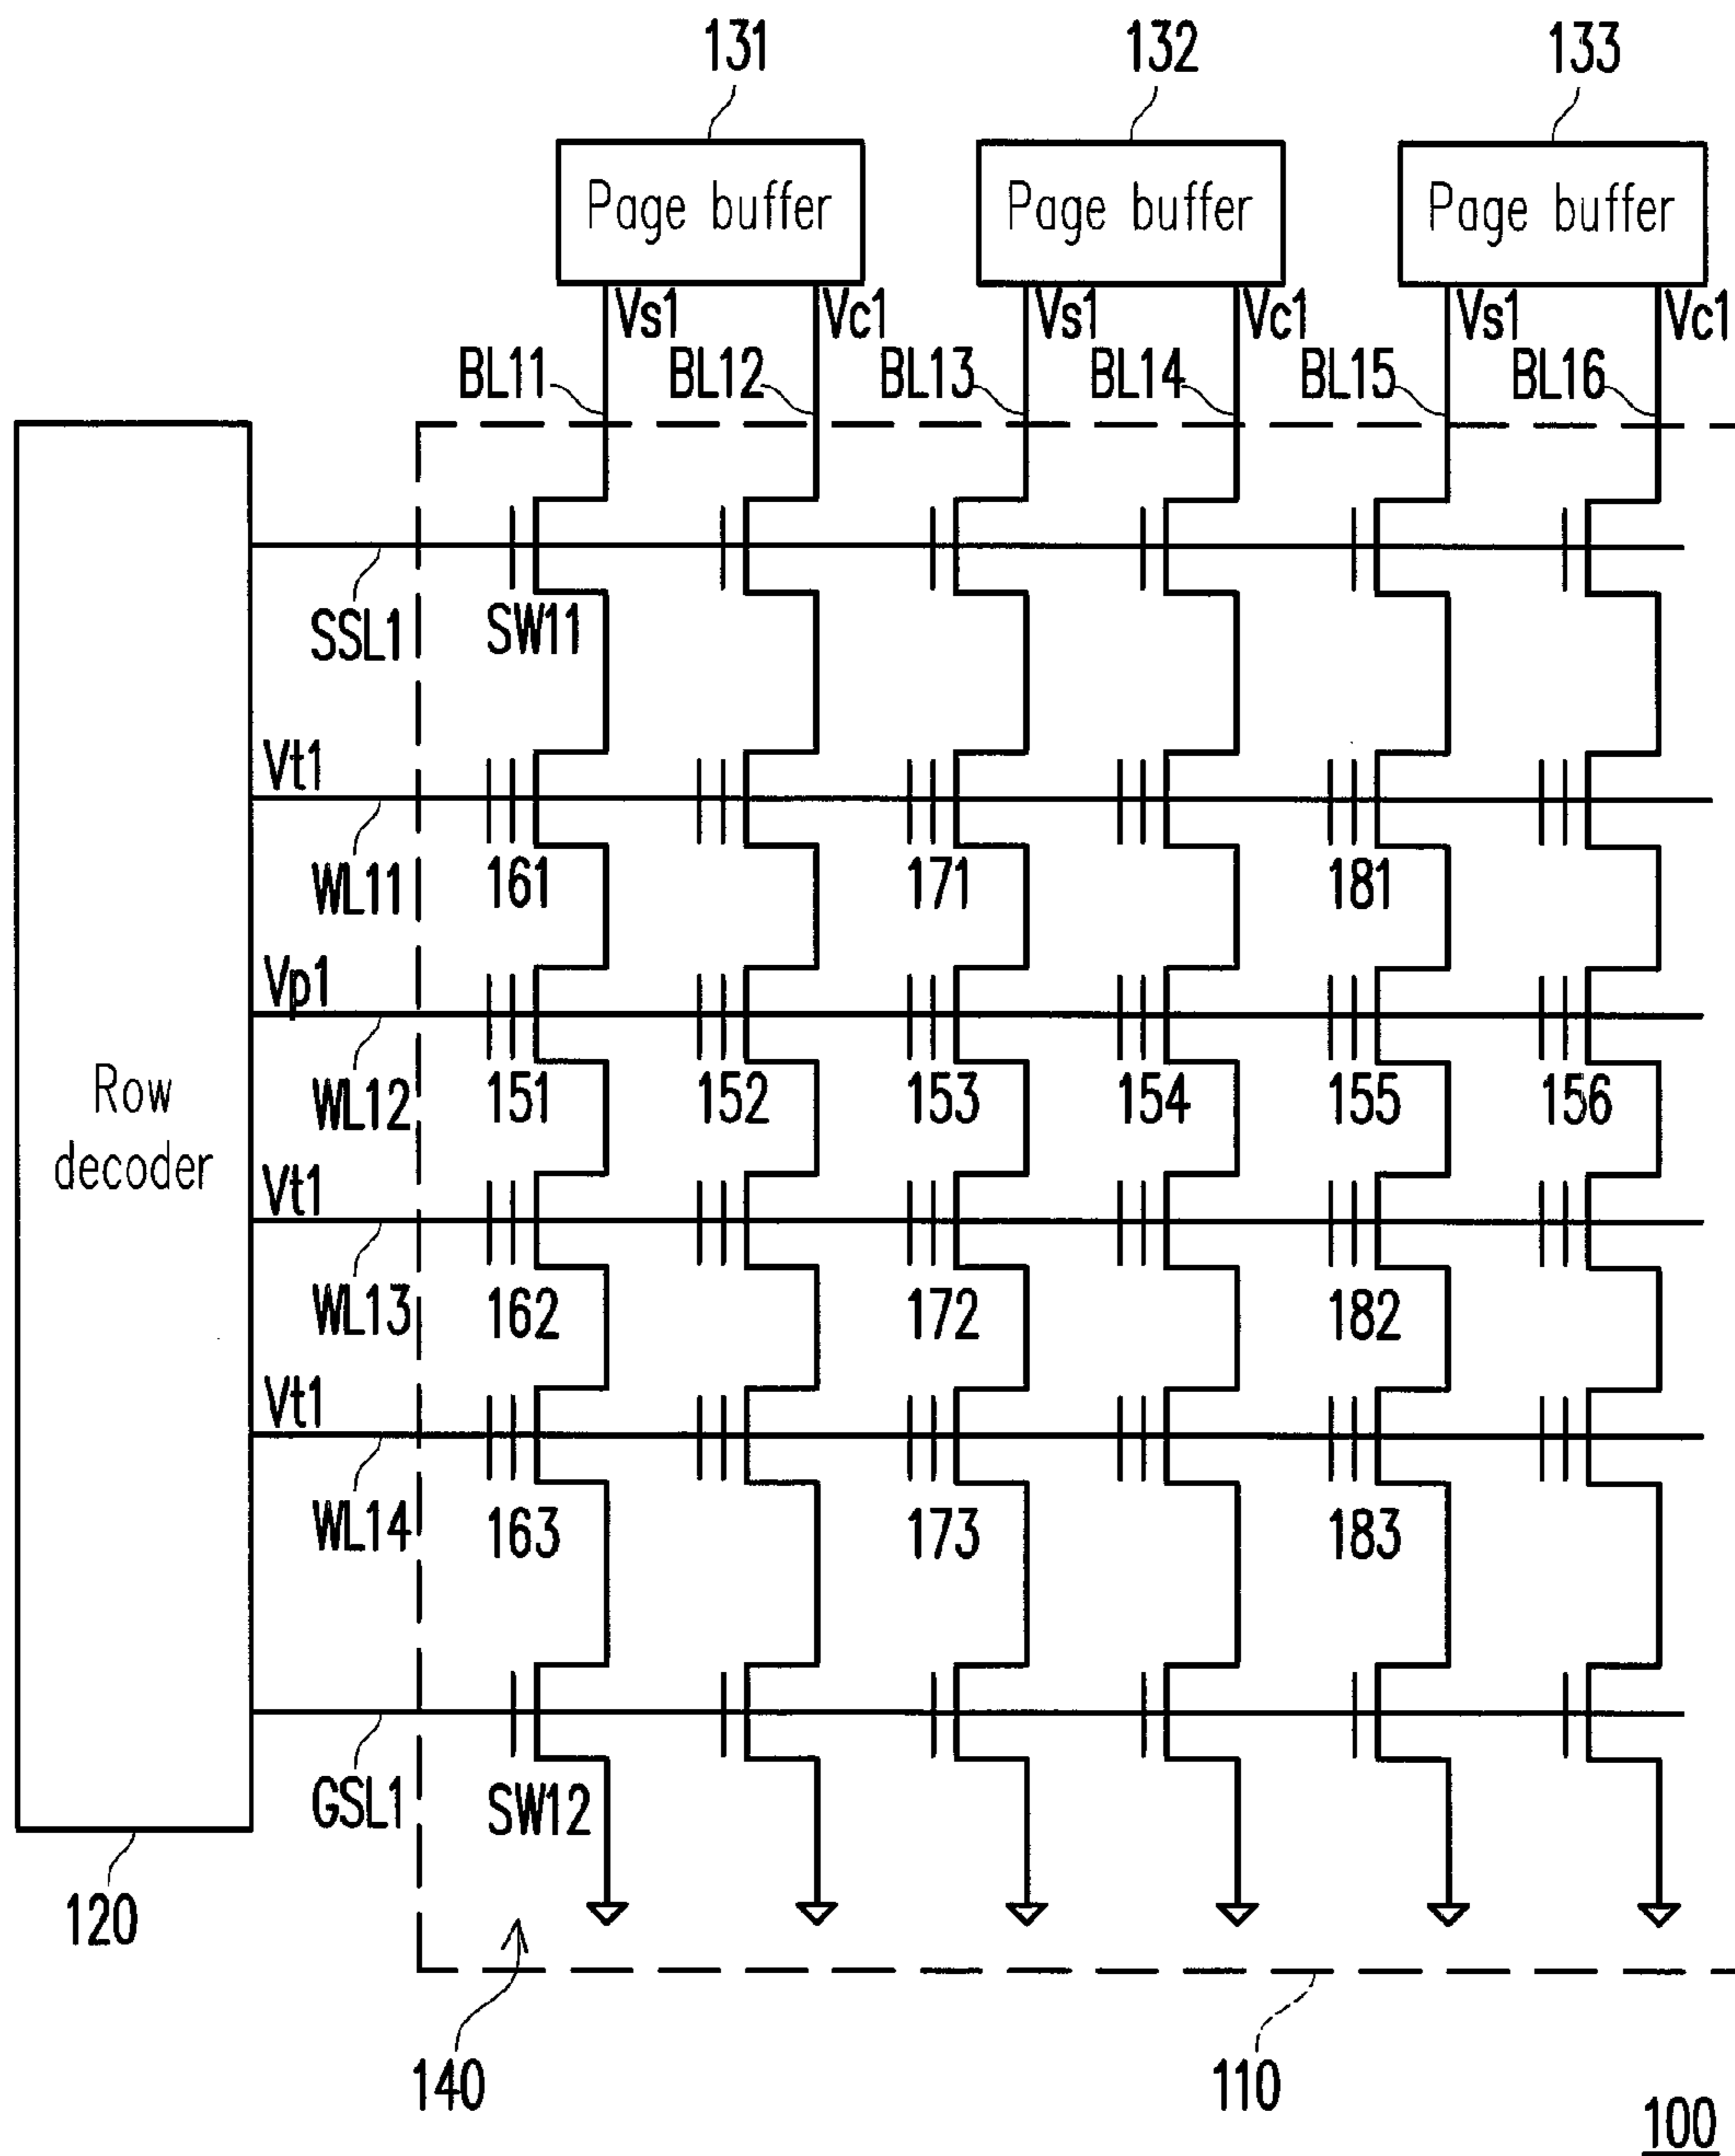 131 132 133
Page buffer Page buffer Page buffer
Vs1 Vc1 Vs1 Vc1 Vs1 Vc1
BL11 BL12 BL13 BL14 BL15 BL16
SSL1 SW11
Vt1
WL11 161 171 181
Vp1
WL12 151 152 153 154 155 156
Row
decoder
Vt1
WL13 162 172 182
Vt1
WL14 163 173 183
GSL1 SW12
120
140 110
100